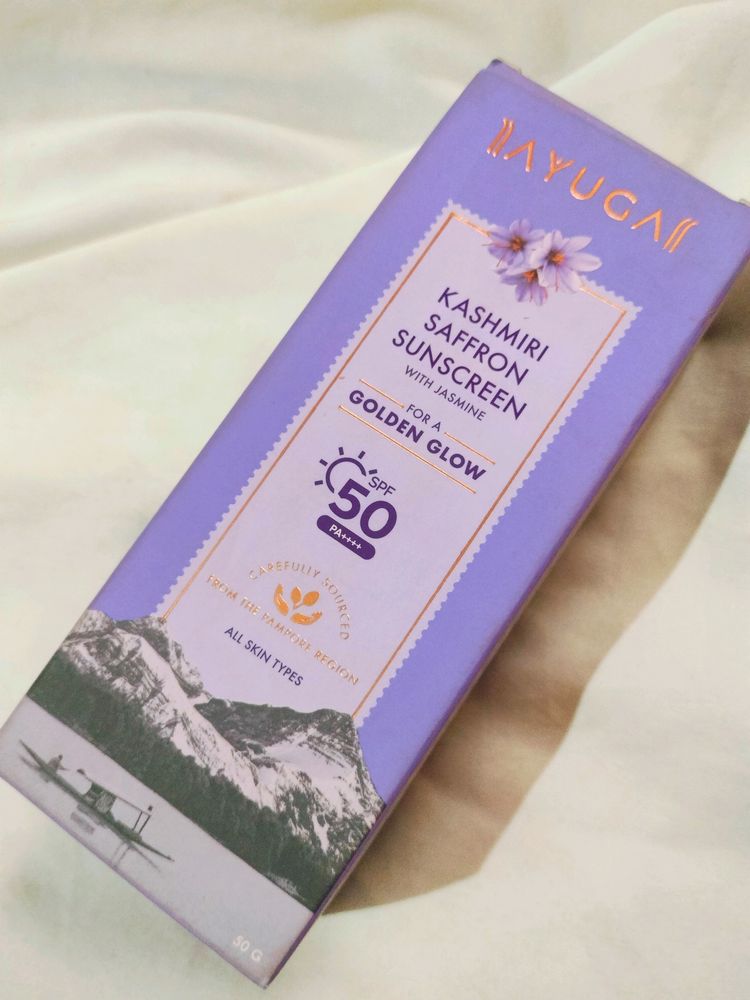 AYUGA
KASHMIRI
SAFFRON
SUNSCREEN
WITH JASMINE
FOR A
GOLDEN GLOW
SPF
50
PA++++
CAREFULLY SOURCED
FROM THE PAMPORE REGION
ALL SKIN TYPES
50 G